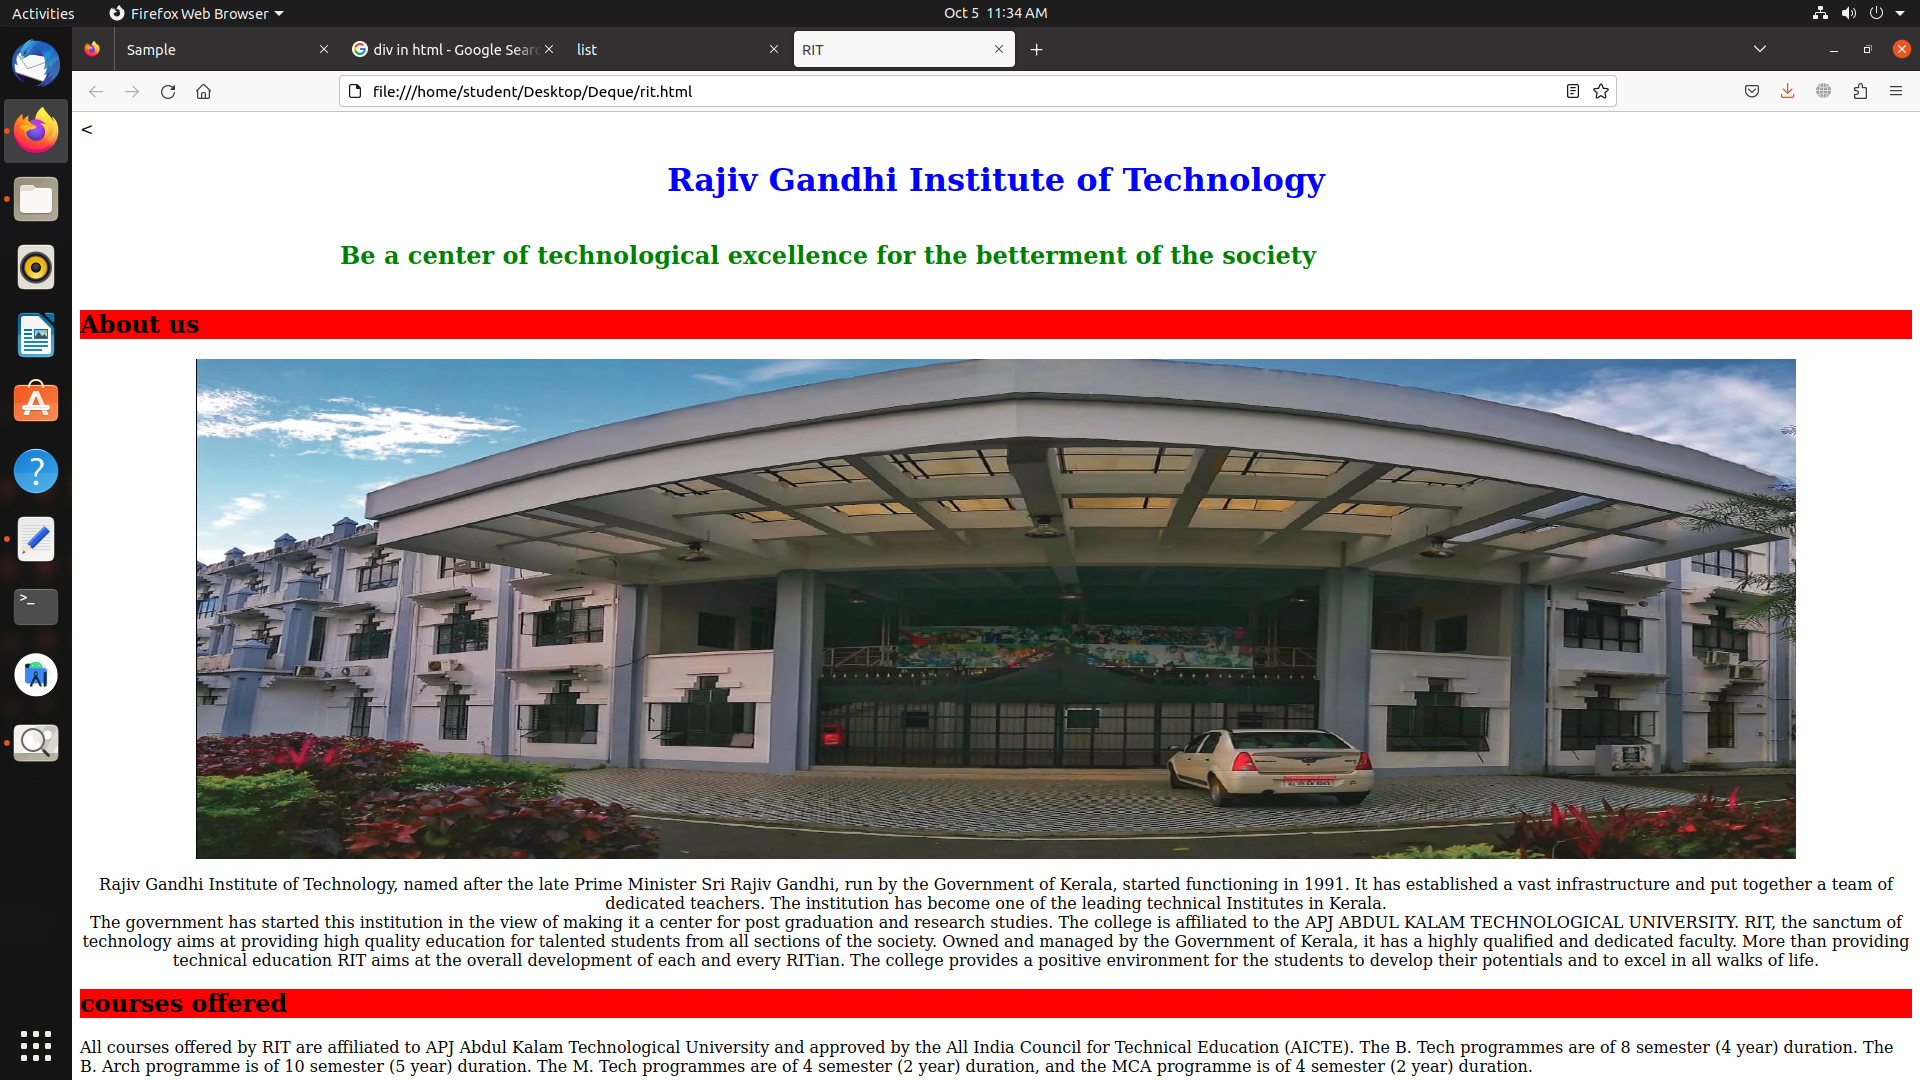 Activities
Firefox Web Browser
Oct 5 11:34 AM
Sample
div in html - Google Searc
list
RIT
file:///home/student/Desktop/Deque/rit.html
<
Rajiv Gandhi Institute of Technology
Be a center of technological excellence for the betterment of the society
About us
Rajiv Gandhi Institute of Technology, named after the late Prime Minister Sri Rajiv Gandhi, run by the Government of Kerala, started functioning in 1991. It has established a vast infrastructure and put together a team of
dedicated teachers. The institution has become one of the leading technical Institutes in Kerala.
The government has started this institution in the view of making it a center for post graduation and research studies. The college is affiliated to the APJ ABDUL KALAM TECHNOLOGICAL UNIVERSITY. RIT, the sanctum of
technology aims at providing high quality education for talented students from all sections of the society. Owned and managed by the Government of Kerala, it has a highly qualified and dedicated faculty. More than providing
technical education RIT aims at the overall development of each and every RITian. The college provides a positive environment for the students to develop their potentials and to excel in all walks of life.
courses offered
All courses offered by RIT are affiliated to APJ Abdul Kalam Technological University and approved by the All India Council for Technical Education (AICTE). The B. Tech programmes are of 8 semester (4 year) duration. The
B. Arch programme is of 10 semester (5 year) duration. The M. Tech programmes are of 4 semester (2 year) duration, and the MCA programme is of 4 semester (2 year) duration.